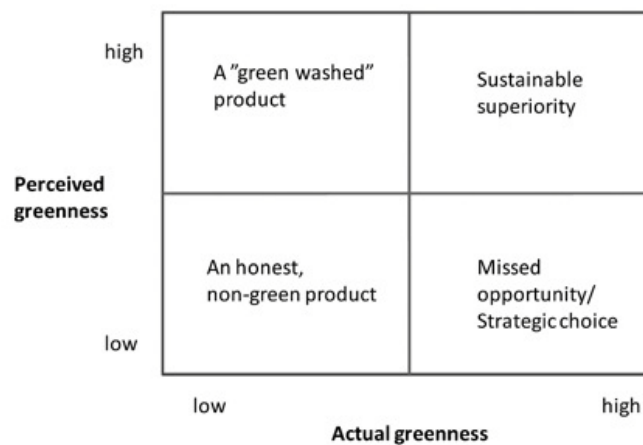 high
A ”green washed”
product
Sustainable
superiority
Perceived
greenness
An honest,
non-green product
Missed
opportunity/
Strategic choice
low
low
high
Actual greenness